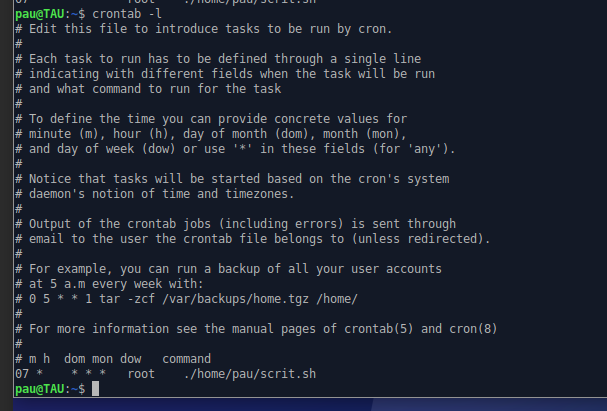 07 root ./home/pau/scrit.sh
pau@TAU:~$ crontab -l
# Edit this file to introduce tasks to be run by cron.
#
# Each task to run has to be defined through a single line
# indicating with different fields when the task will be run
# and what command to run for the task
#
# To define the time you can provide concrete values for
# minute (m), hour (h), day of month (dom), month (mon),
# and day of week (dow) or use '*' in these fields (for 'any').
#
# Notice that tasks will be started based on the cron's system
# daemon's notion of time and timezones.
#
# Output of the crontab jobs (including errors) is sent through
# email to the user the crontab file belongs to (unless redirected).
#
# For example, you can run a backup of all your user accounts
# at 5 a.m every week with:
# 0 5 * * 1 tar -zcf /var/backups/home.tgz /home/
#
# For more information see the manual pages of crontab(5) and cron(8)
#
# m h  dom mon dow   command
07 *    * * *   root    ./home/pau/scrit.sh
pau@TAU:~$